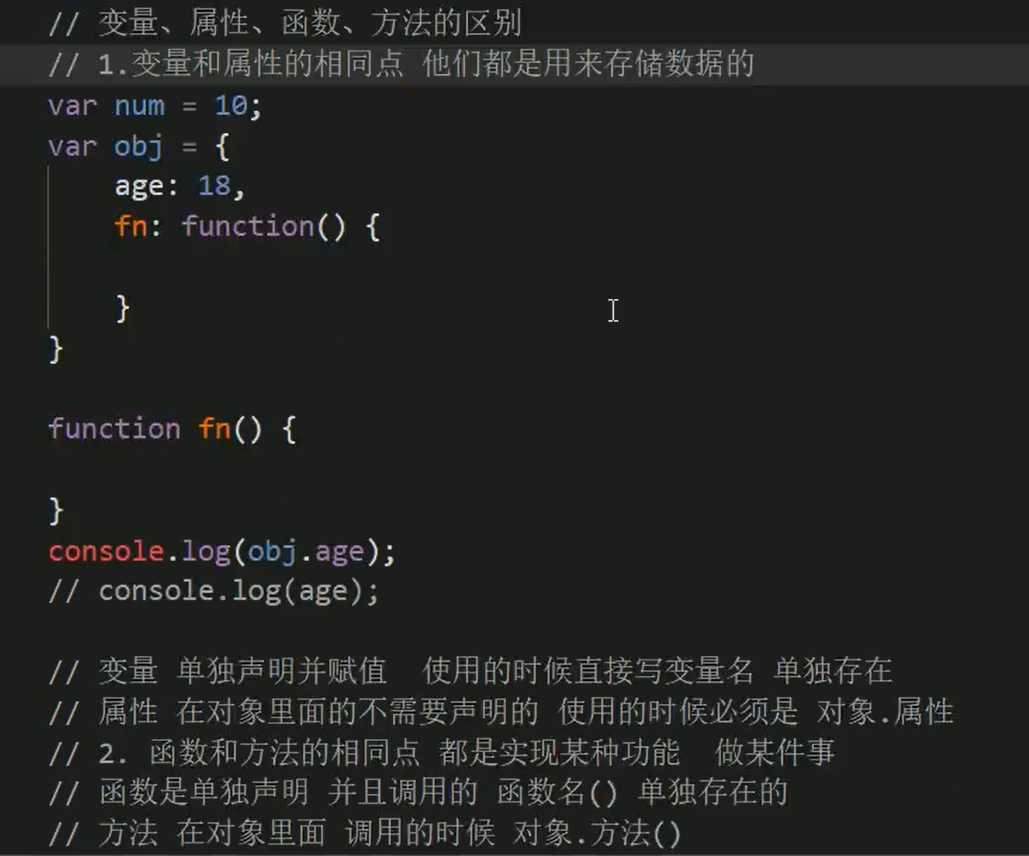 // 变量、属性、函数、方法的区别
// 1.变量和属性的相同点 他们都是用来存储数据的
var num = 10;
var obj = {
    age: 18,
    fn: function() {

    }
}

function fn() {

}
console.log(obj.age);
// console.log(age);

// 变量 单独声明并赋值  使用的时候直接写变量名 单独存在
// 属性 在对象里面的不需要声明的 使用的时候必须是 对象.属性
// 2. 函数和方法的相同点 都是实现某种功能  做某件事
// 函数是单独声明 并且调用的 函数名() 单独存在的
// 方法 在对象里面 调用的时候 对象.方法()